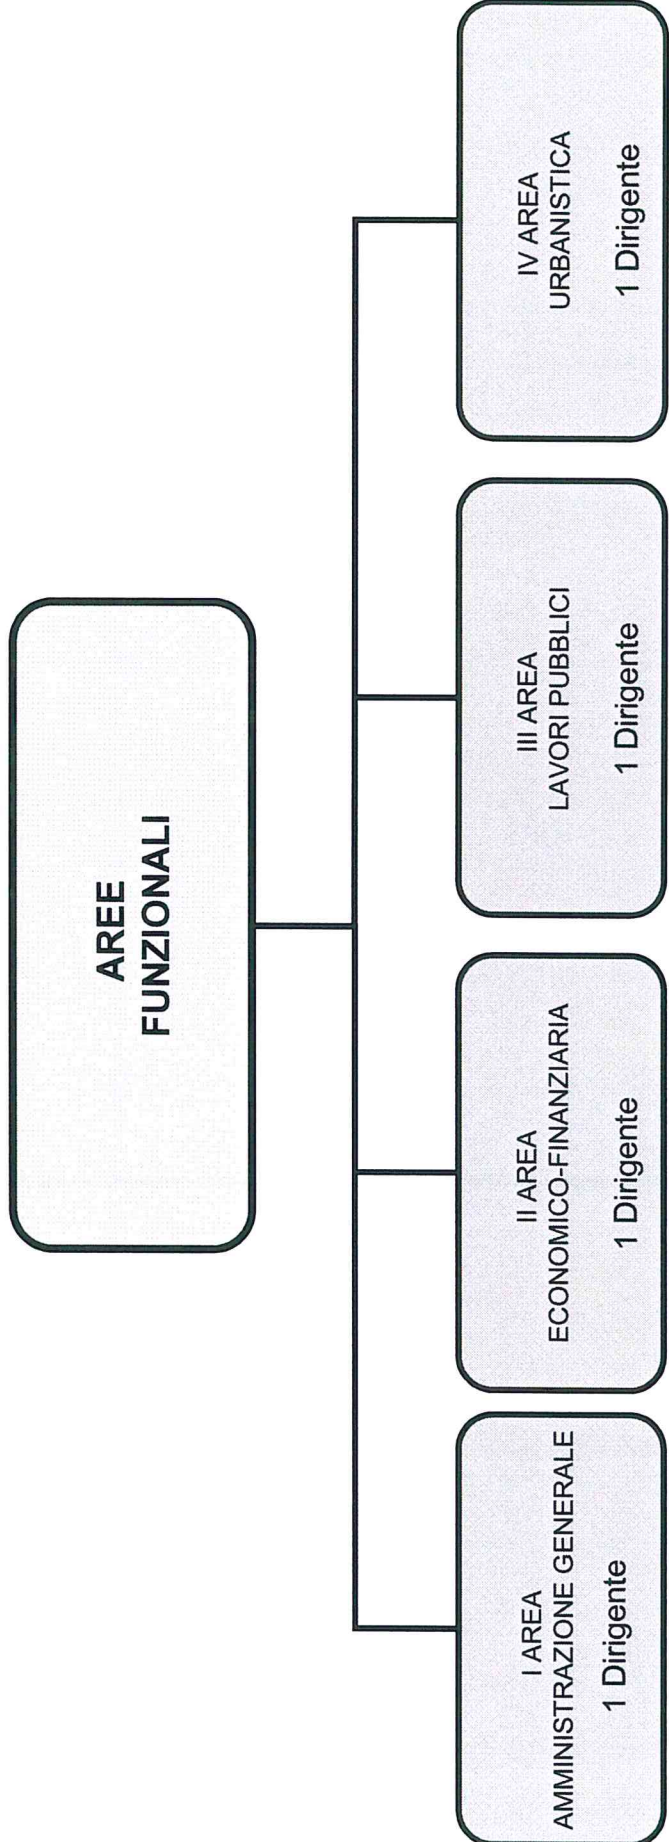 AREE
FUNZIONALI
I AREA
AMMINISTRAZIONE GENERALE
1 Dirigente
II AREA
ECONOMICO-FINANZIARIA
1 Dirigente
III AREA
LAVORI PUBBLICI
1 Dirigente
IV AREA
URBANISTICA
1 Dirigente